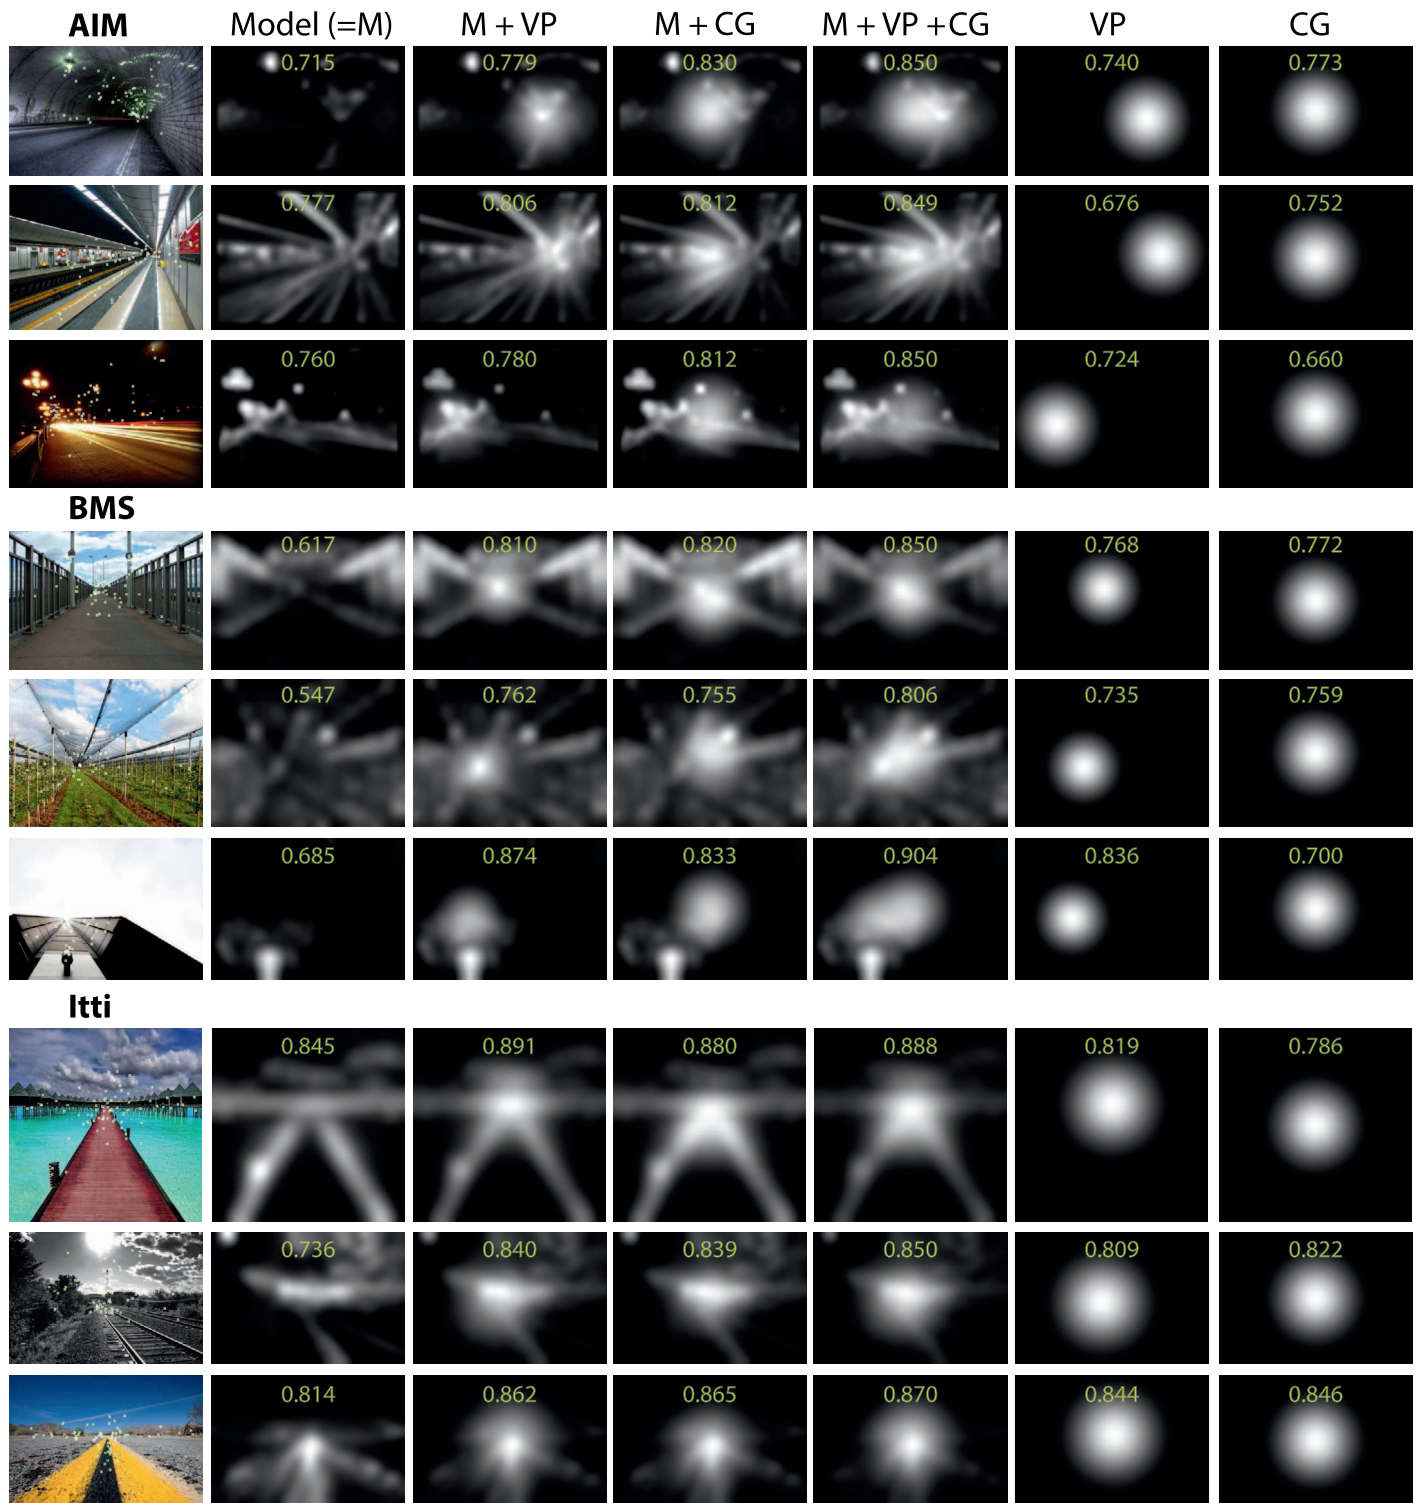 AIM Model (=M) M + VP M + CG M + VP +CG VP CG
0.715 0.779 0.830 0.850 0.740 0.773
0.777 0.806 0.812 0.849 0.676 0.752
0.760 0.780 0.812 0.850 0.724 0.660
BMS
0.617 0.810 0.820 0.850 0.768 0.772
0.547 0.762 0.755 0.806 0.735 0.759
0.685 0.874 0.833 0.904 0.836 0.700
Itti
0.845 0.891 0.880 0.888 0.819 0.786
0.736 0.840 0.839 0.850 0.809 0.822
0.814 0.862 0.865 0.870 0.844 0.846